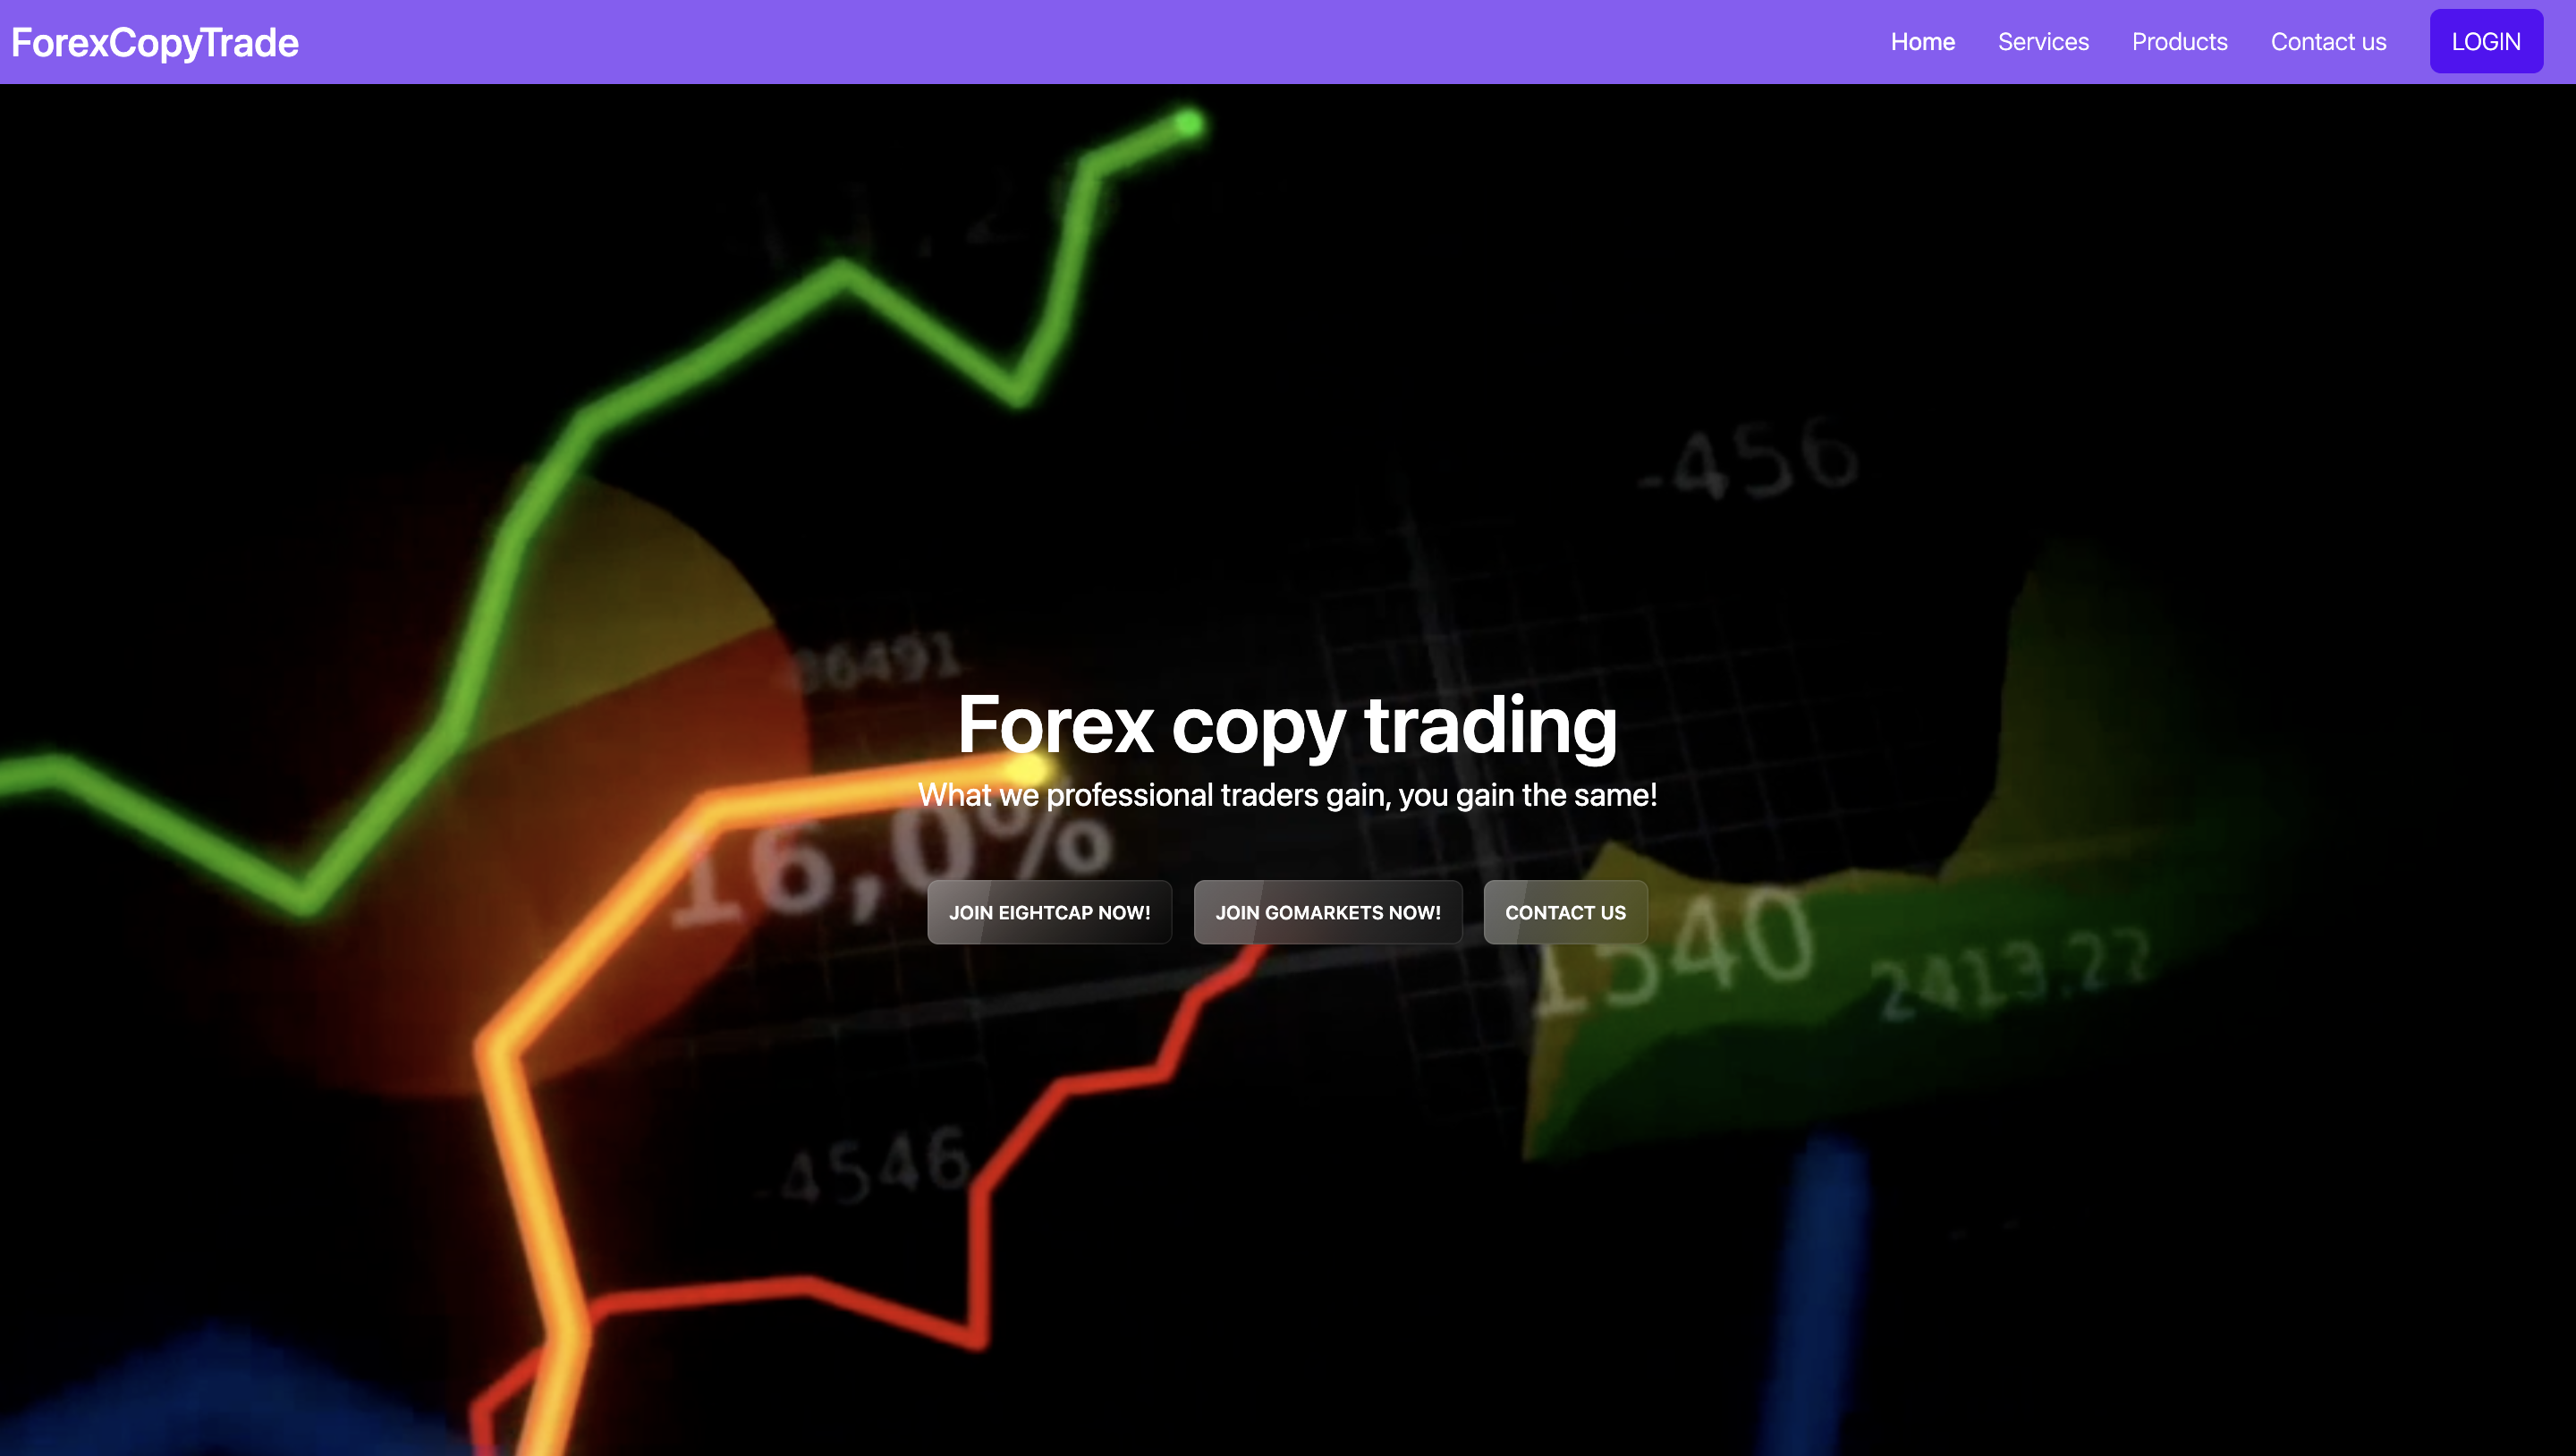 ForexCopyTrade
Home Services Products Contact us LOGIN
-456
86491
Forex copy trading
What we professional traders gain, you gain the same!
16,0%
JOIN EIGHTCAP NOW! JOIN GOMARKETS NOW! CONTACT US
1540
2413.22
-4546